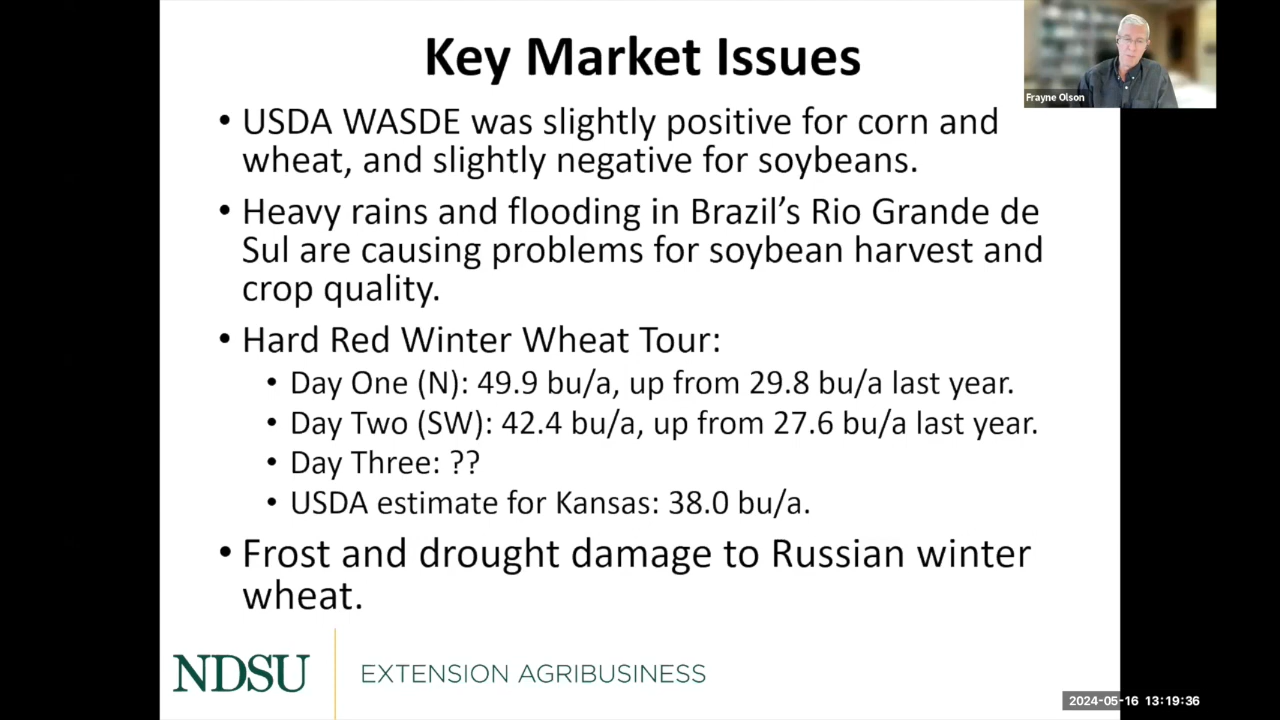 Key Market Issues
Frayne Olson
• USDA WASDE was slightly positive for corn and
wheat, and slightly negative for soybeans.
• Heavy rains and flooding in Brazil’s Rio Grande de
Sul are causing problems for soybean harvest and
crop quality.
• Hard Red Winter Wheat Tour:
• Day One (N): 49.9 bu/a, up from 29.8 bu/a last year.
• Day Two (SW): 42.4 bu/a, up from 27.6 bu/a last year.
• Day Three: ??
• USDA estimate for Kansas: 38.0 bu/a.
• Frost and drought damage to Russian winter
wheat.
NDSU EXTENSION AGRIBUSINESS
2024-05-16 13:19:36